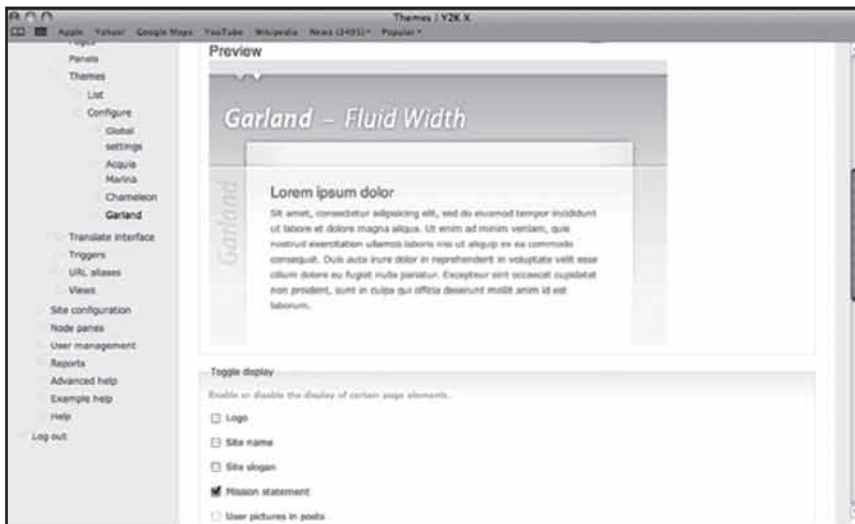 Themes | Y2K.X
Apple Yahoo! Google Maps YouTube Wikipedia News (3495) Popular
Pages
Panels
Themes
List
Configure
Global
settings
Acquia
Marina
Chameleon
Garland
Translate interface
Triggers
URL aliases
Views
Site configuration
Node panes
User management
Reports
Advanced help
Example help
Help
Log out
Preview
Garland – Fluid Width
Garland
Lorem ipsum dolor
Sit amet, consectetur adipisicing elit, sed do eiusmod tempor incididunt
ut labore et dolore magna aliqua. Ut enim ad minim veniam, quis
nostrud exercitation ullamco laboris nisi ut aliquip ex ea commodo
consequat. Duis aute irure dolor in reprehenderit in voluptate velit esse
cillum dolore eu fugiat nulla pariatur. Excepteur sint occaecat cupidatat
non proident, sunt in culpa qui officia deserunt mollit anim id est
laborum.
Toggle display
Enable or disable the display of certain page elements.
Logo
Site name
Site slogan
Mission statement
User pictures in posts